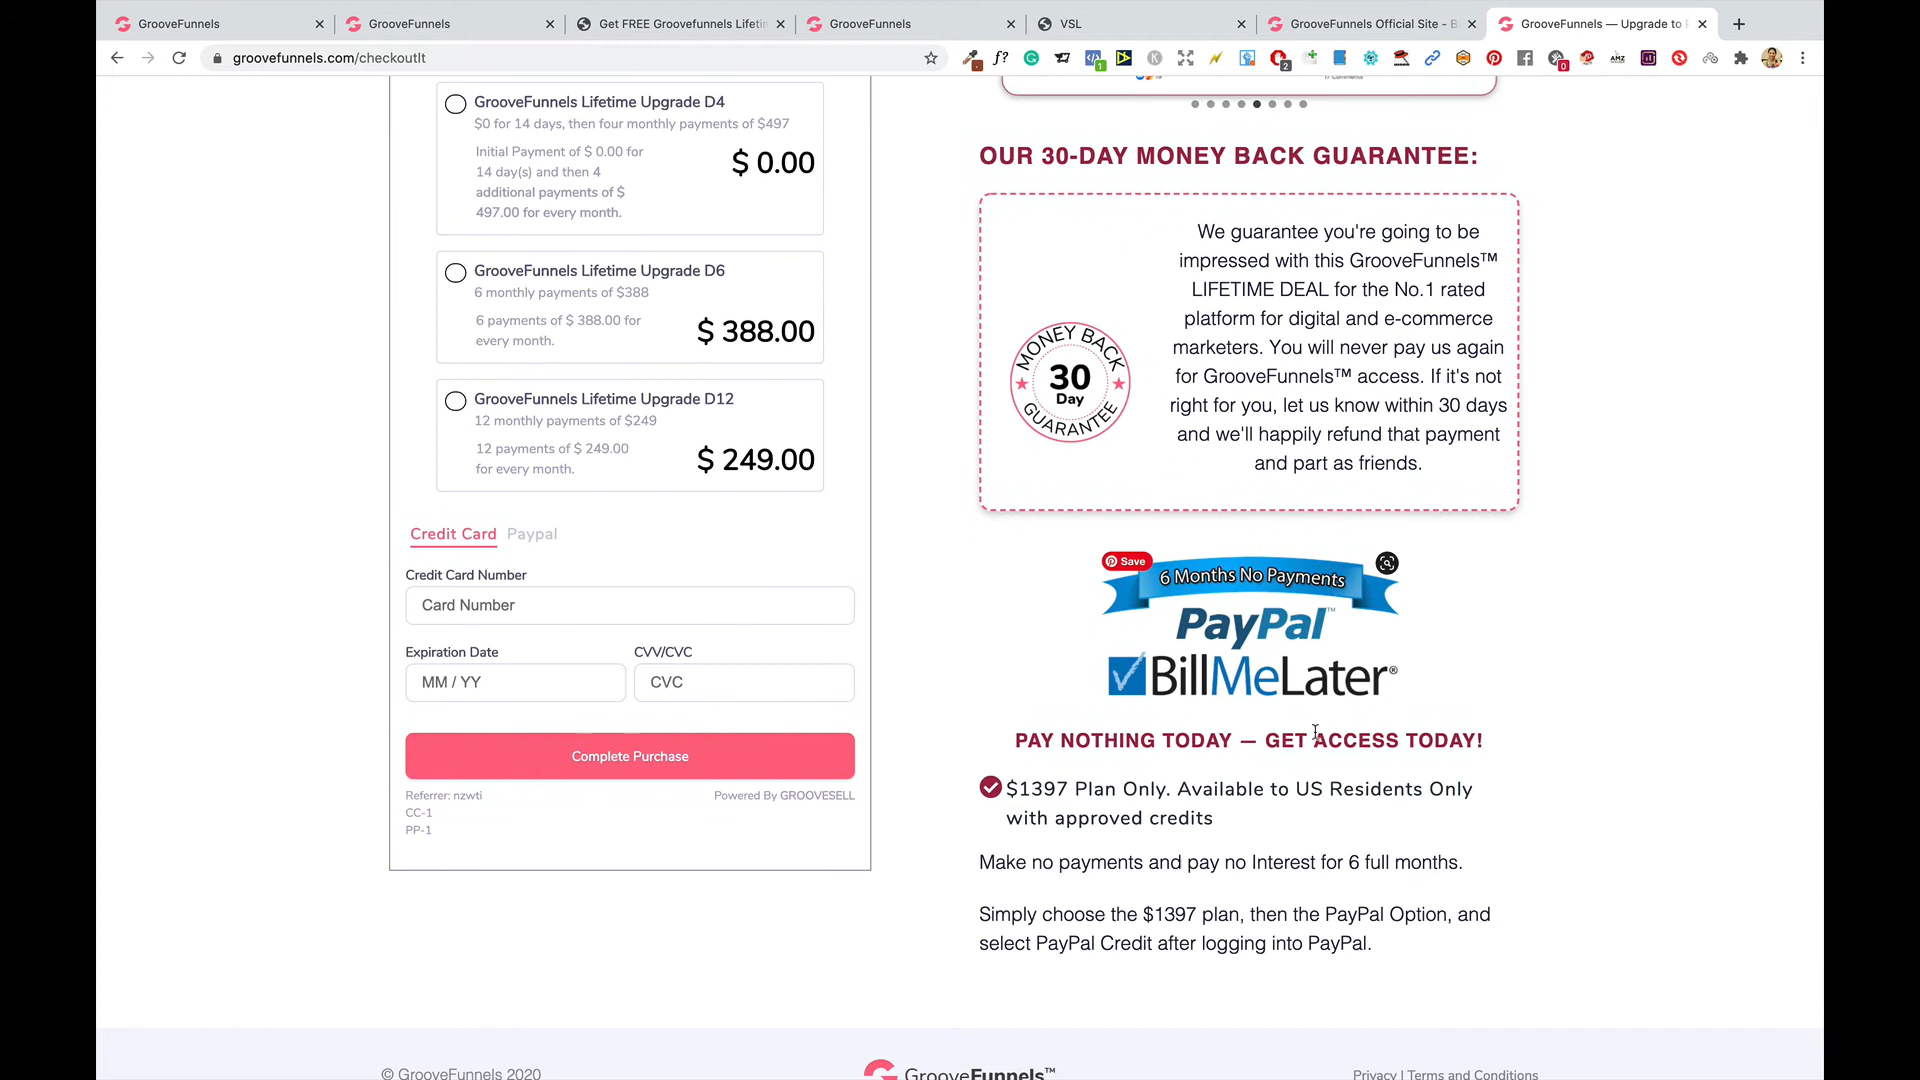 GrooveFunnels
GrooveFunnels
Get FREE Groovefunnels Lifetim
GrooveFunnels
VSL
GrooveFunnels Official Site - B
GrooveFunnels — Upgrade to P
groovefunnels.com/checkoutlt
GrooveFunnels Lifetime Upgrade D4
$0 for 14 days, then four monthly payments of $497
Initial Payment of $ 0.00 for
14 day(s) and then 4
additional payments of $
497.00 for every month.
$ 0.00
GrooveFunnels Lifetime Upgrade D6
6 monthly payments of $388
6 payments of $ 388.00 for
every month.
$ 388.00
GrooveFunnels Lifetime Upgrade D12
12 monthly payments of $249
12 payments of $ 249.00
for every month.
$ 249.00
Credit Card Paypal
Credit Card Number
Card Number
Expiration Date CVV/CVC
MM / YY CVC
Complete Purchase
Referrer: nzwti Powered By GROOVESELL
CC-1
PP-1
OUR 30-DAY MONEY BACK GUARANTEE:
MONEY BACK
30
Day
GUARANTEE
We guarantee you're going to be
impressed with this GrooveFunnels™
LIFETIME DEAL for the No.1 rated
platform for digital and e-commerce
marketers. You will never pay us again
for GrooveFunnels™ access. If it's not
right for you, let us know within 30 days
and we'll happily refund that payment
and part as friends.
Save
6 Months No Payments
PayPal™
BillMeLater®
PAY NOTHING TODAY — GET ACCESS TODAY!
$1397 Plan Only. Available to US Residents Only
with approved credits
Make no payments and pay no Interest for 6 full months.
Simply choose the $1397 plan, then the PayPal Option, and
select PayPal Credit after logging into PayPal.
© GrooveFunnels 2020
GrooveFunnels™
Privacy | Terms and Conditions